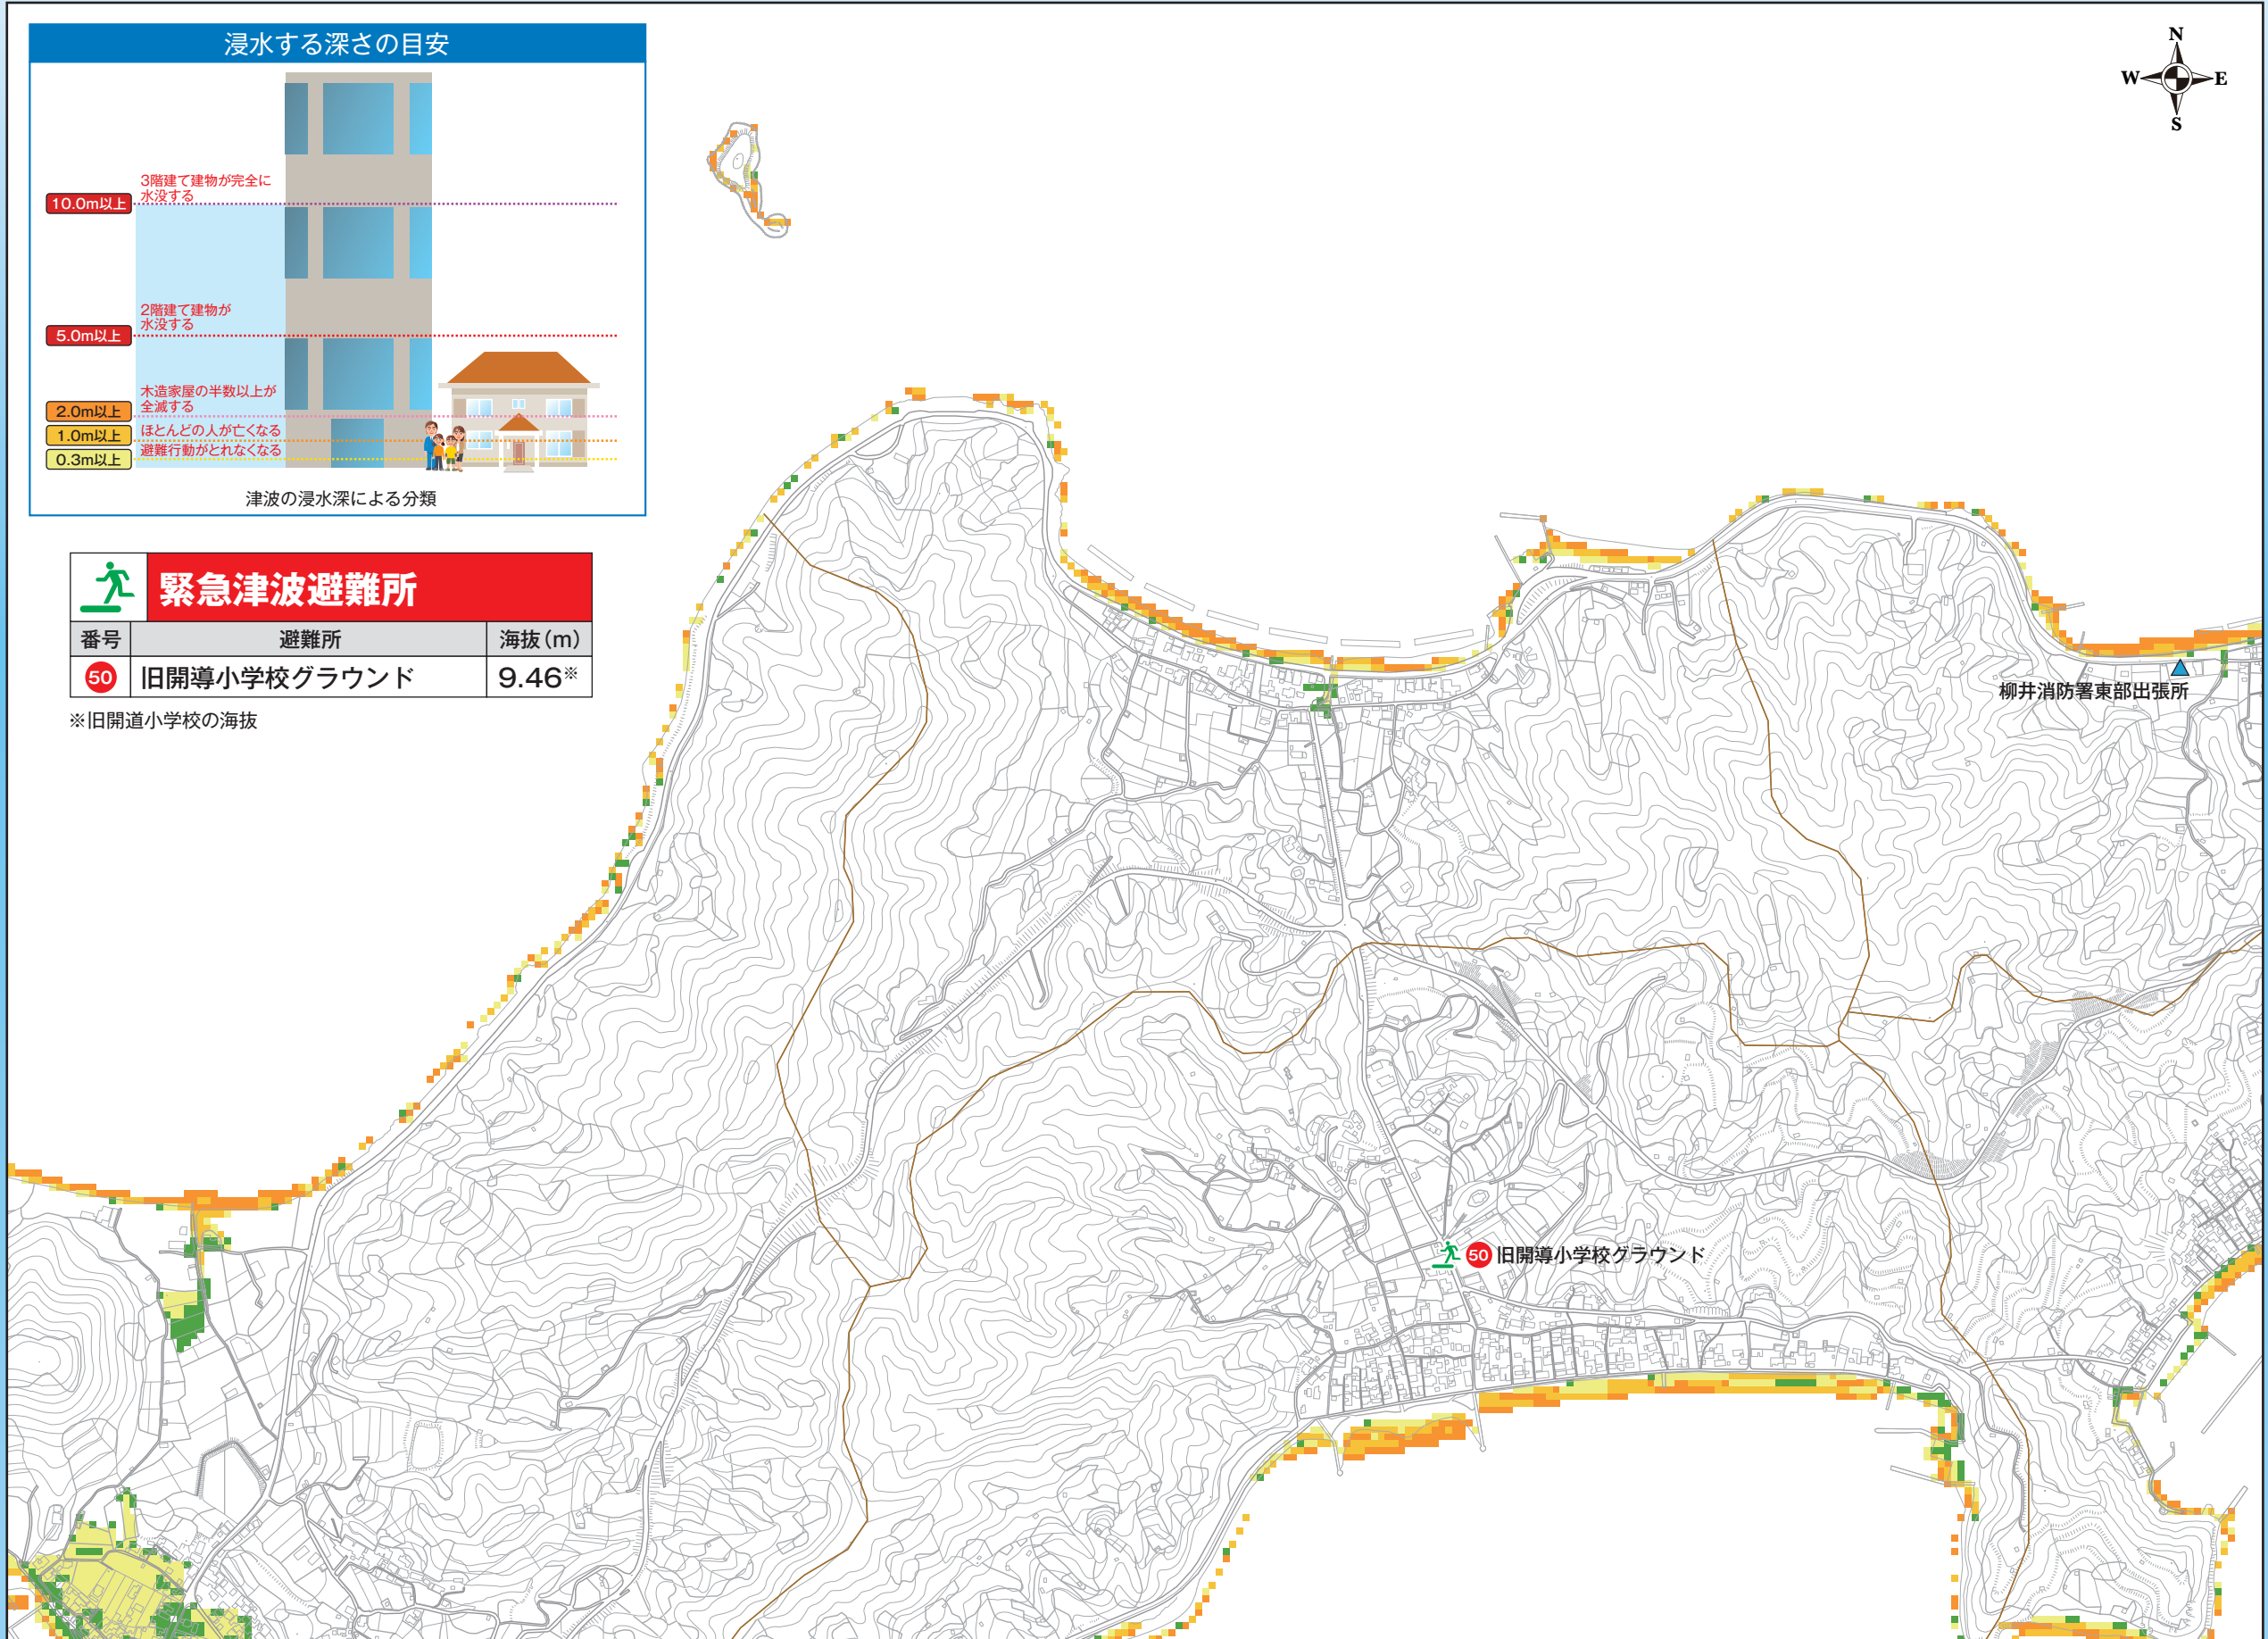 浸水する深さの目安
3階建て建物が完全に
水没する
10.0m以上
2階建て建物が
水没する
5.0m以上
木造家屋の半数以上が
全滅する
2.0m以上
ほとんどの人が亡くなる
1.0m以上
避難行動がとれなくなる
0.3m以上
津波の浸水深による分類
N
W E
S
緊急津波避難所
番号 避難所 海抜(m)
50 旧開導小学校グラウンド 9.46※
※旧開道小学校の海抜
柳井消防署東部出張所
50 旧開導小学校グラウンド